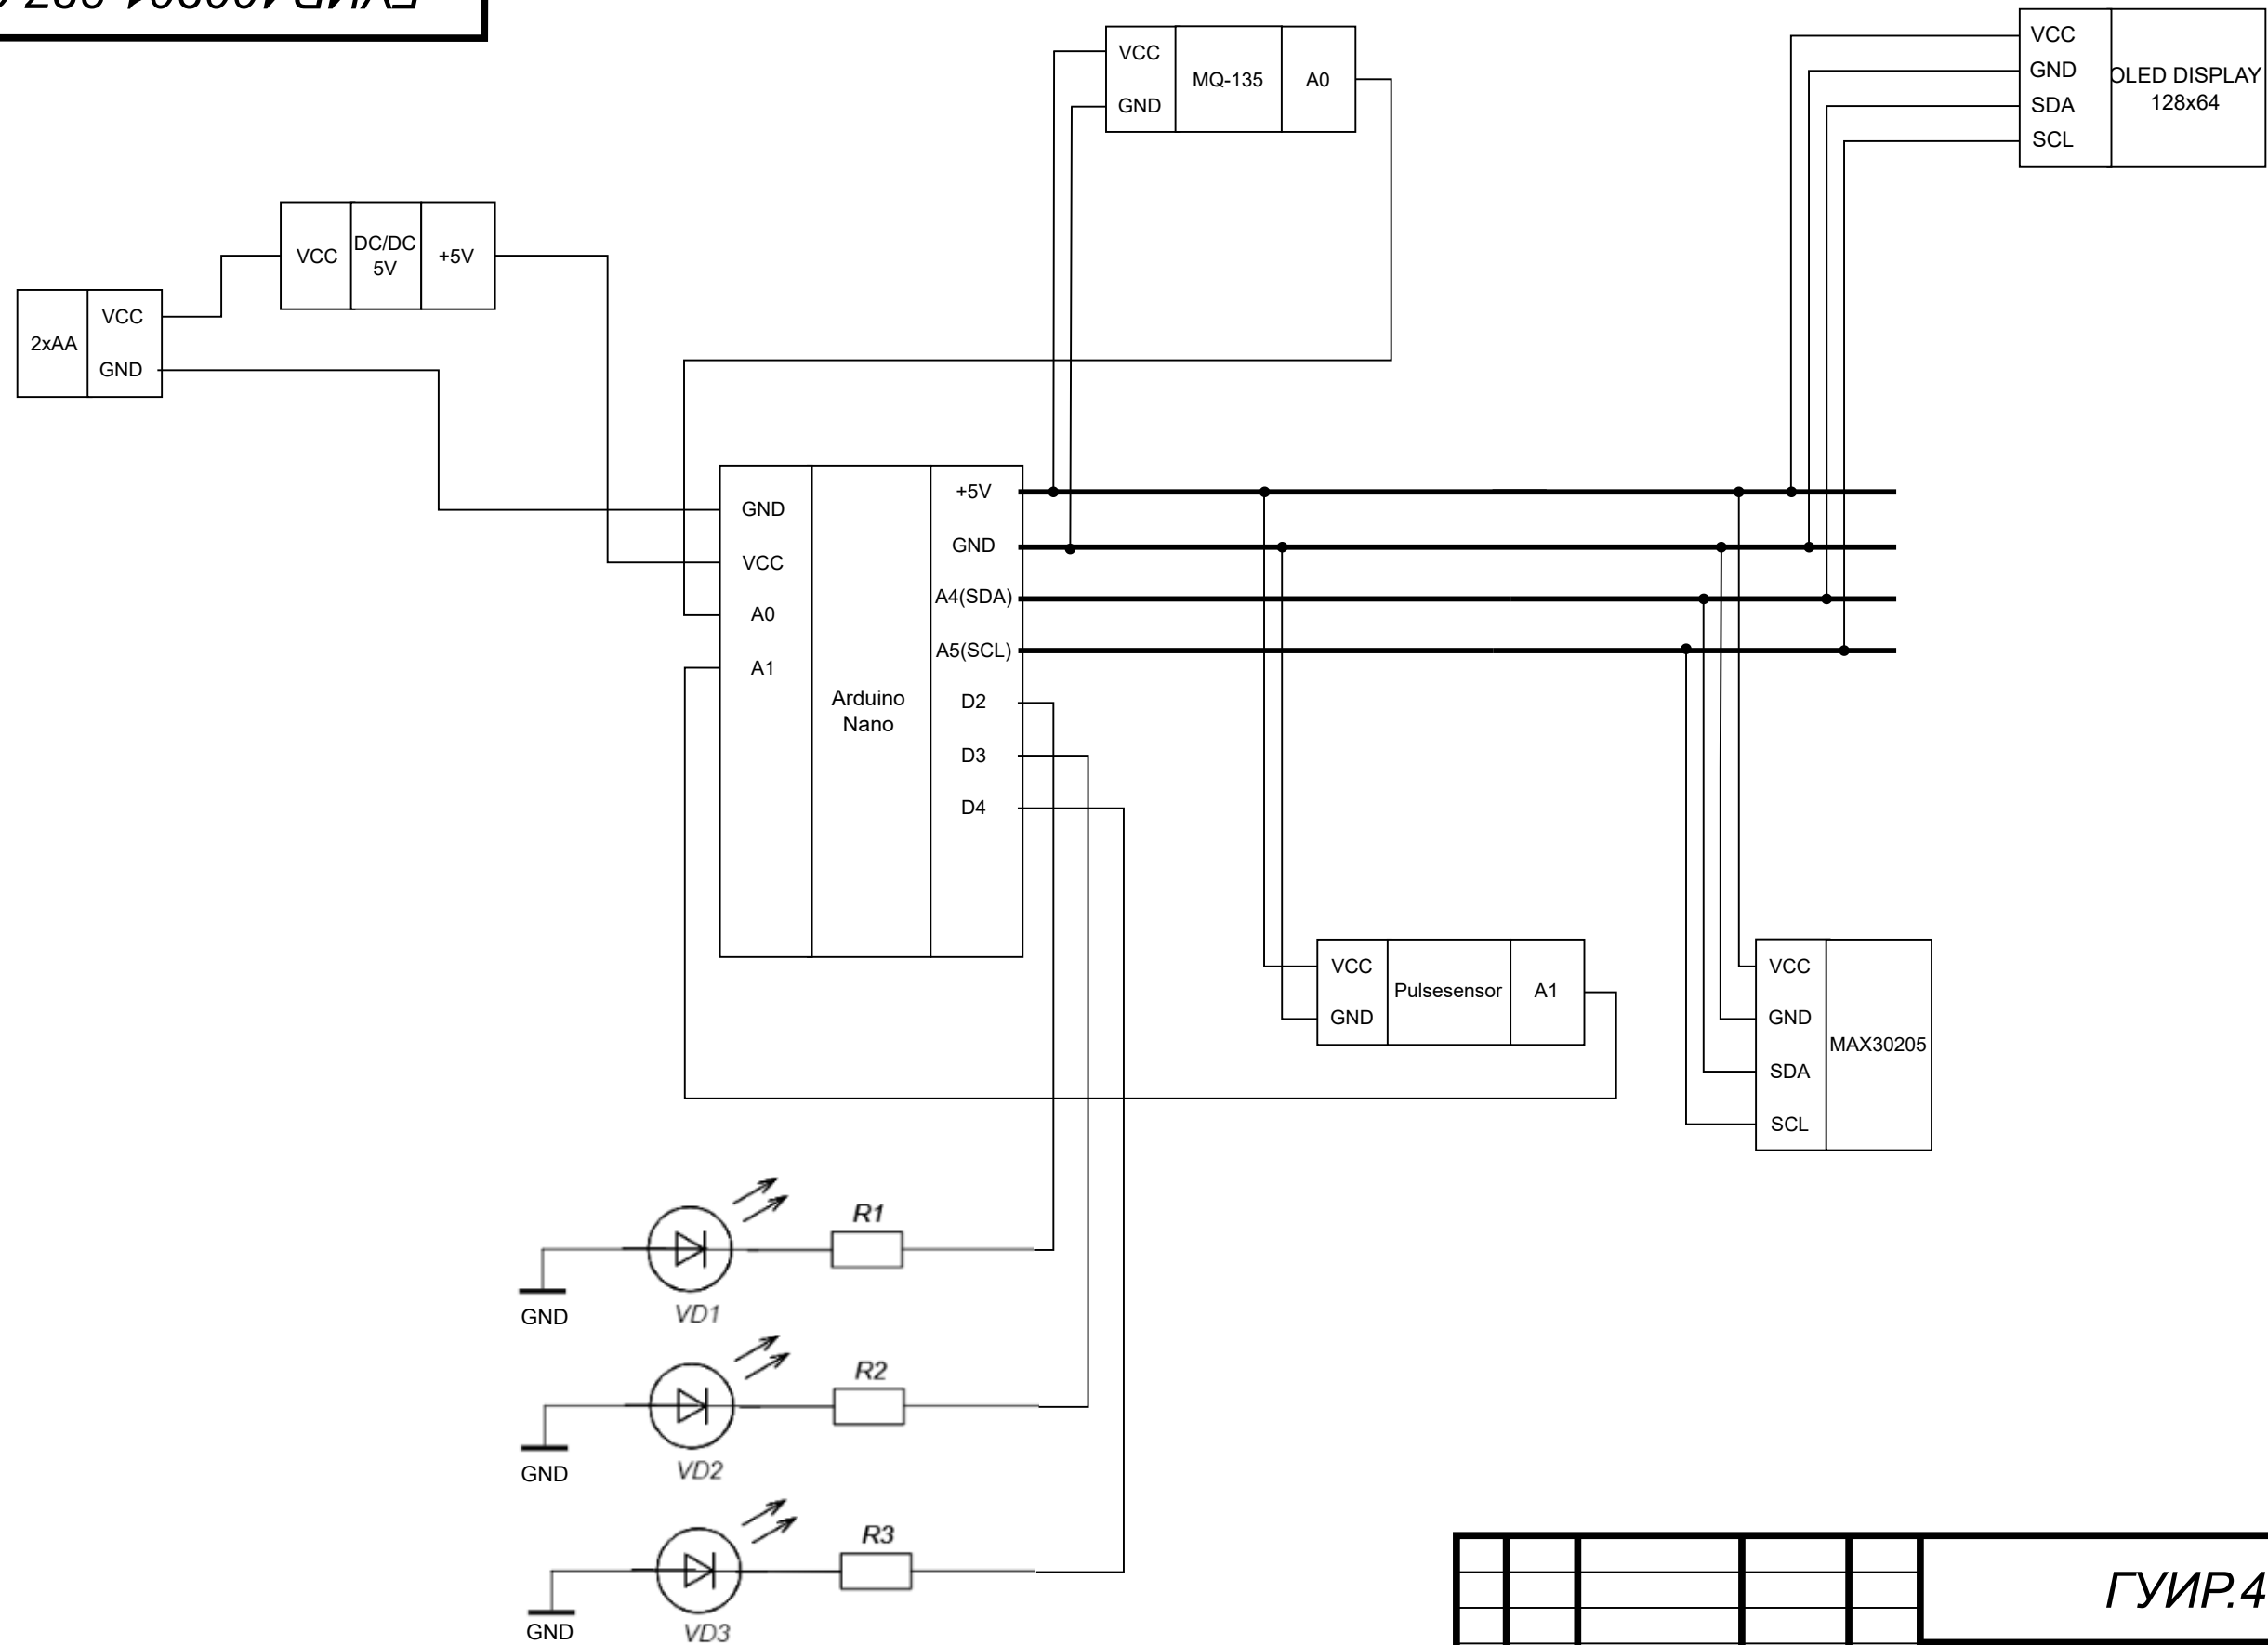 VCC
GND
MQ-135
A0
VCC
GND
SDA
SCL
OLED DISPLAY
128x64
VCC
DC/DC
5V
+5V
2xAA
VCC
GND
GND
VCC
A0
A1
Arduino
Nano
+5V
GND
A4(SDA)
A5(SCL)
D2
D3
D4
VCC
GND
Pulsesensor
A1
VCC
GND
SDA
SCL
MAX30205
R1
VD1
GND
R2
VD2
GND
R3
VD3
GND
ГУИР.4